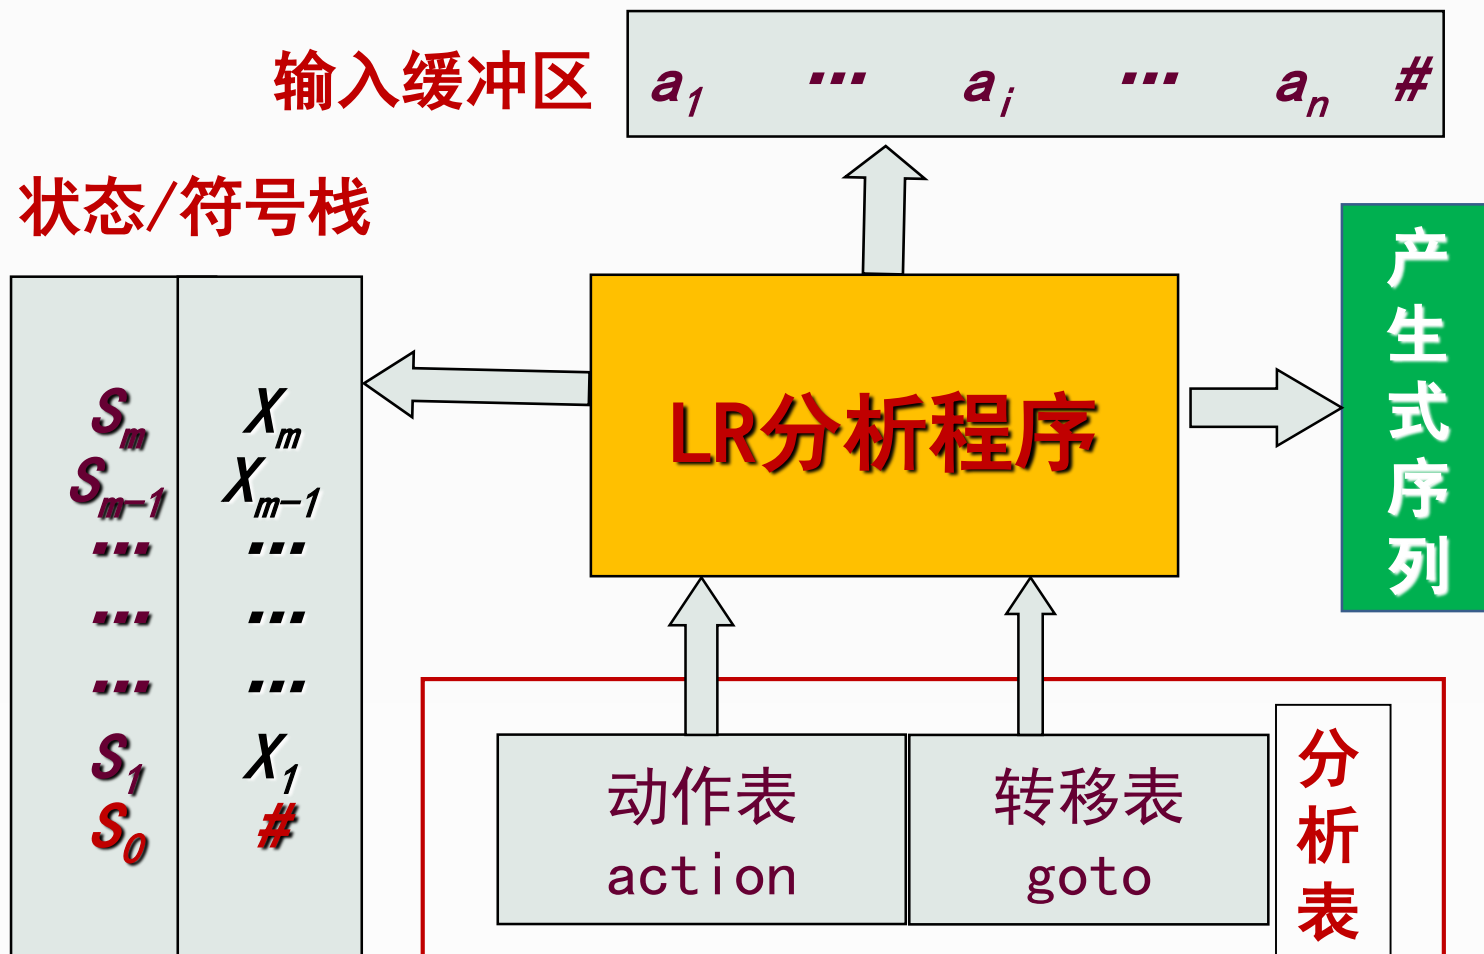 输入缓冲区
a1 … ai … an #
状态/符号栈
产生式序列
LR分析程序
Sm Xm
Sm-1 Xm-1
… …
… …
… …
S1 X1
S0 #
动作表
action
转移表
goto
分析表